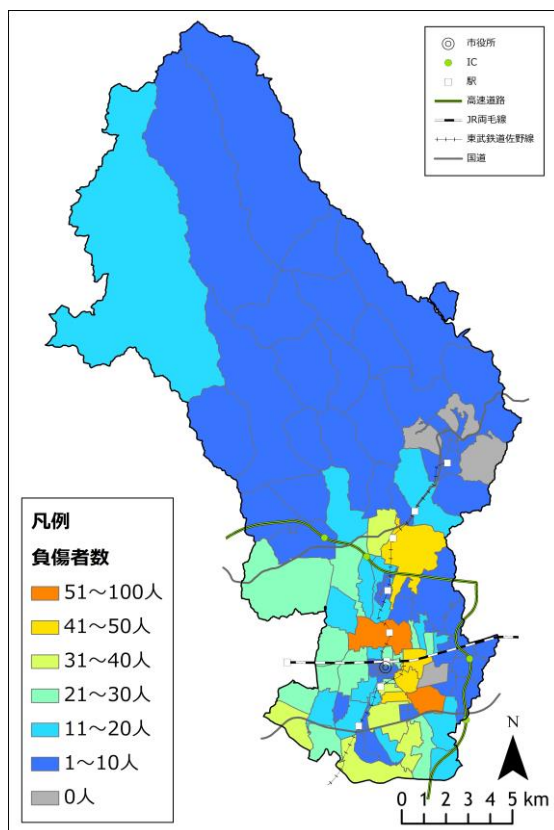 市役所
IC
駅
高速道路
JR両毛線
東武鉄道佐野線
国道
凡例
負傷者数
51～100人
41～50人
31～40人
21～30人
11～20人
1～10人
0人
N
0 1 2 3 4 5 km